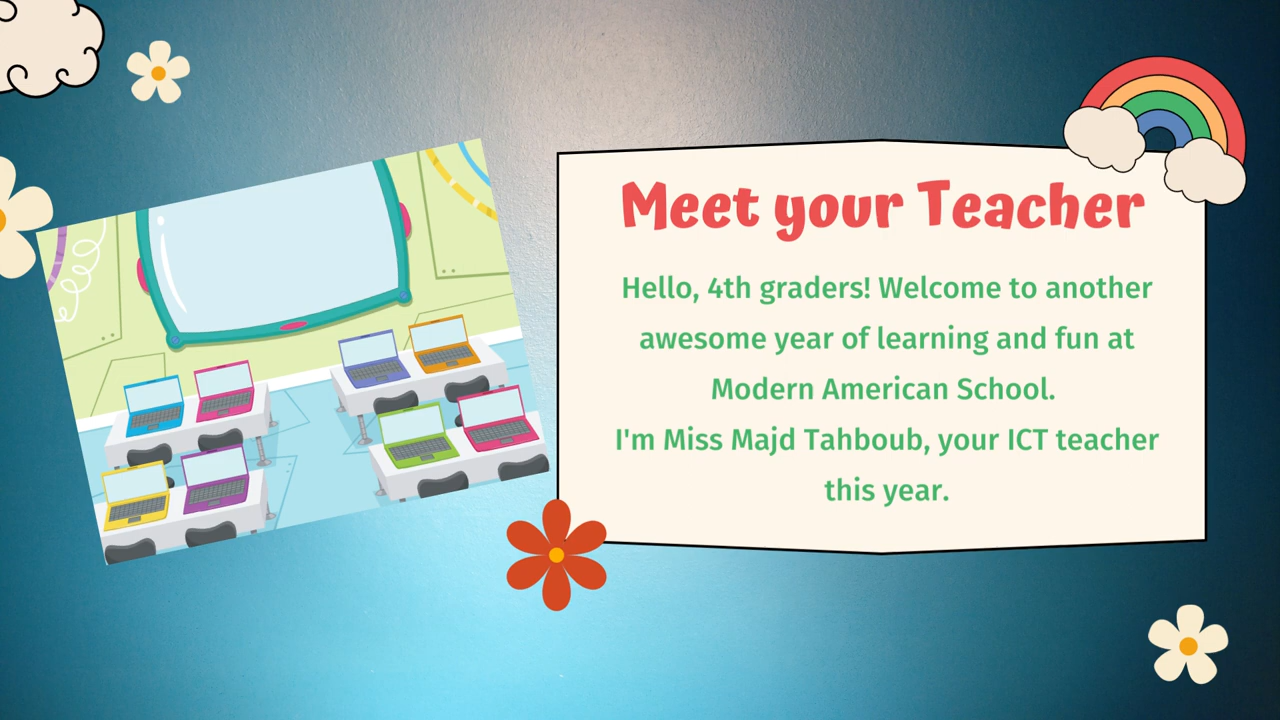 Meet your Teacher
Hello, 4th graders! Welcome to another
awesome year of learning and fun at
Modern American School.
I'm Miss Majd Tahboub, your ICT teacher
this year.